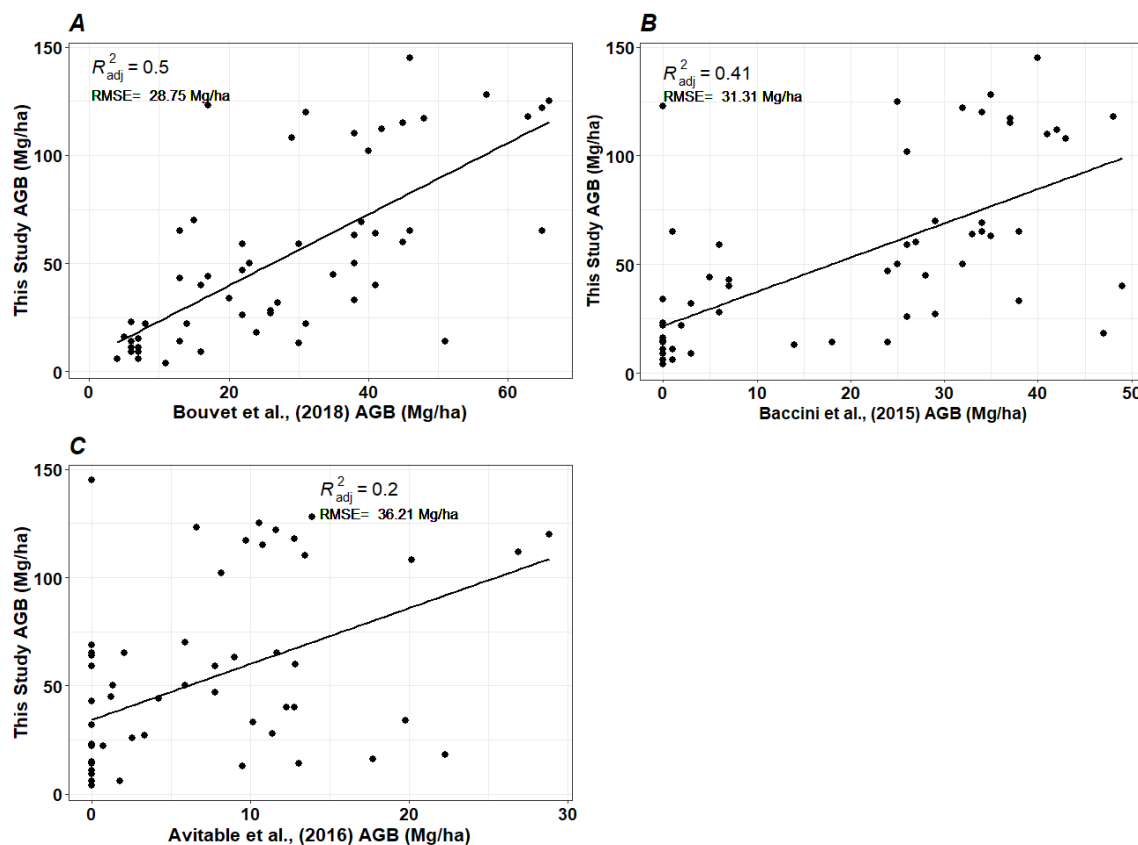 A
150
100
50
0
This Study AGB (Mg/ha)
R²adj = 0.5
RMSE= 28.75 Mg/ha
0
20
40
60
Bouvet et al., (2018) AGB (Mg/ha)
B
150
100
50
0
This Study AGB (Mg/ha)
R²adj = 0.41
RMSE= 31.31 Mg/ha
0
10
20
30
40
50
Baccini et al., (2015) AGB (Mg/ha)
C
150
100
50
0
This Study AGB (Mg/ha)
R²adj = 0.2
RMSE= 36.21 Mg/ha
0
10
20
30
Avitable et al., (2016) AGB (Mg/ha)